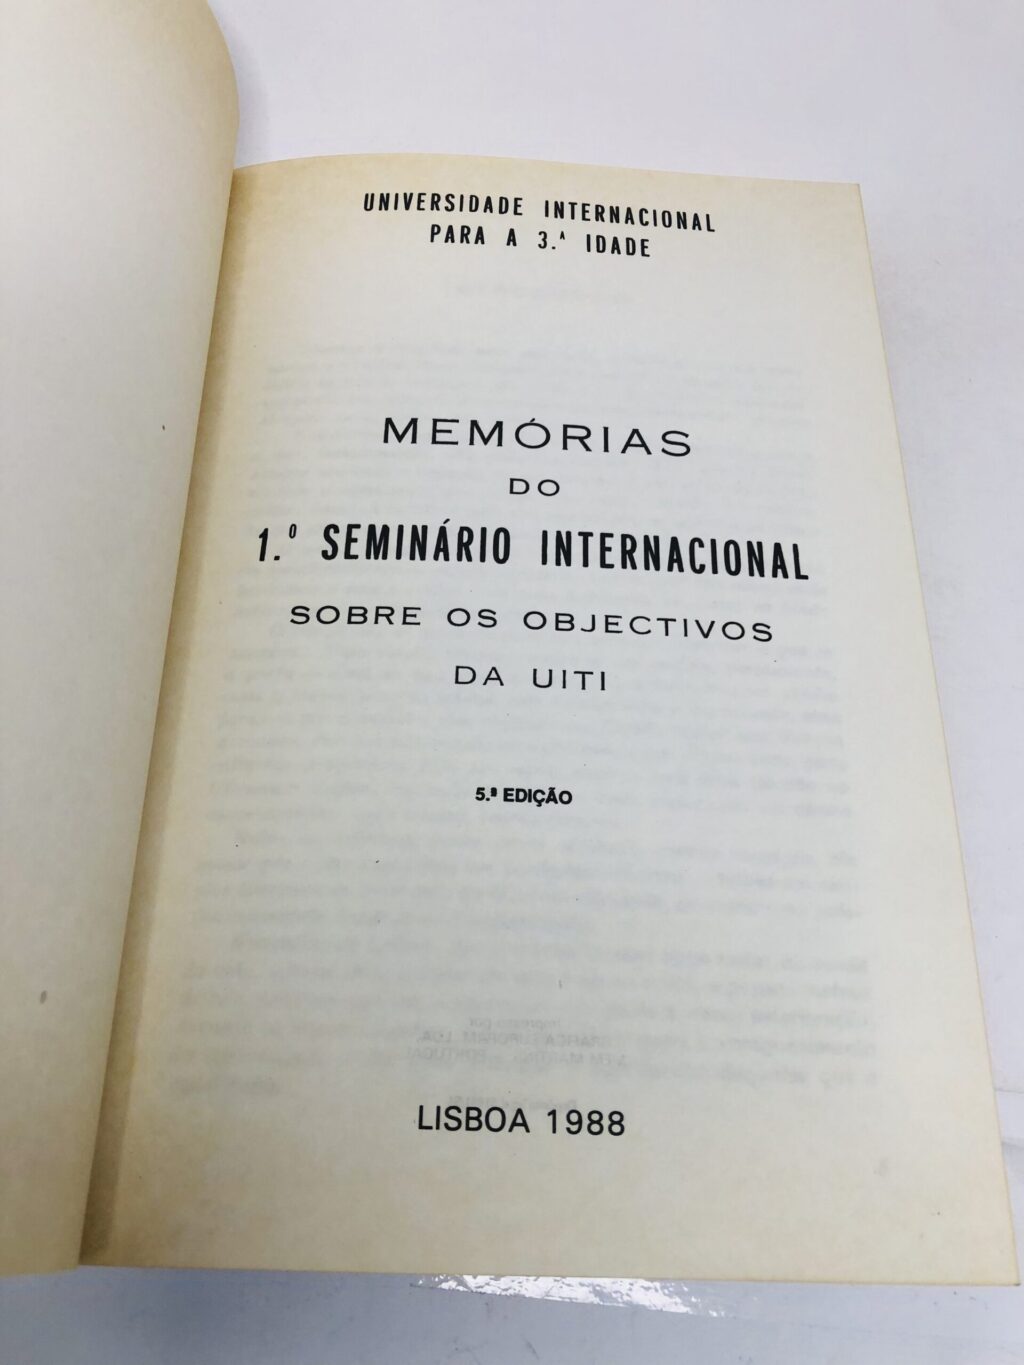 UNIVERSIDADE INTERNACIONAL
PARA A 3.ᴬ IDADE
MEMÓRIAS
DO
1.º SEMINÁRIO INTERNACIONAL
SOBRE OS OBJECTIVOS
DA UITI
5.ª EDIÇÃO
LISBOA 1988